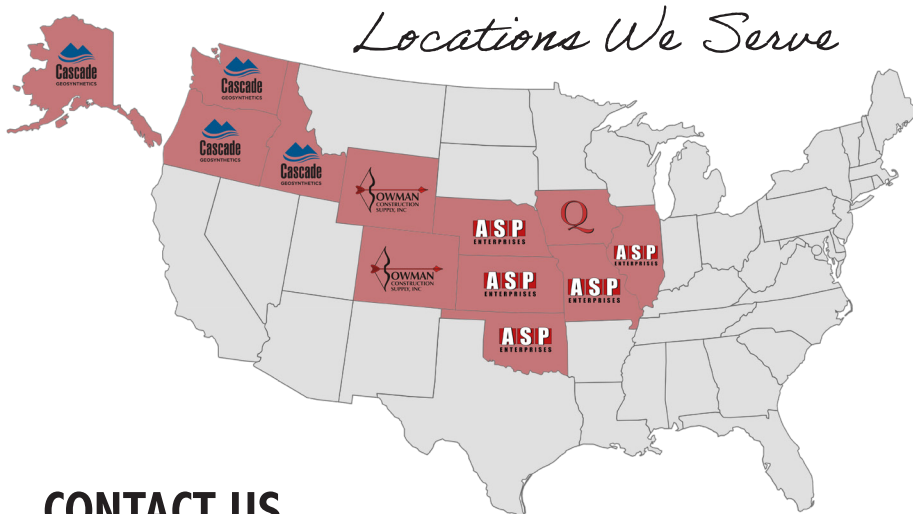 Locations We Serve
Cascade
GEOSYNTHETICS
Cascade
GEOSYNTHETICS
Cascade
GEOSYNTHETICS
Cascade
GEOSYNTHETICS
BOWMAN
CONSTRUCTION
SUPPLY, INC
ASP
ENTERPRISES
Q
ASP
ENTERPRISES
BOWMAN
CONSTRUCTION
SUPPLY, INC
ASP
ENTERPRISES
ASP
ENTERPRISES
ASP
ENTERPRISES
CONTACT US